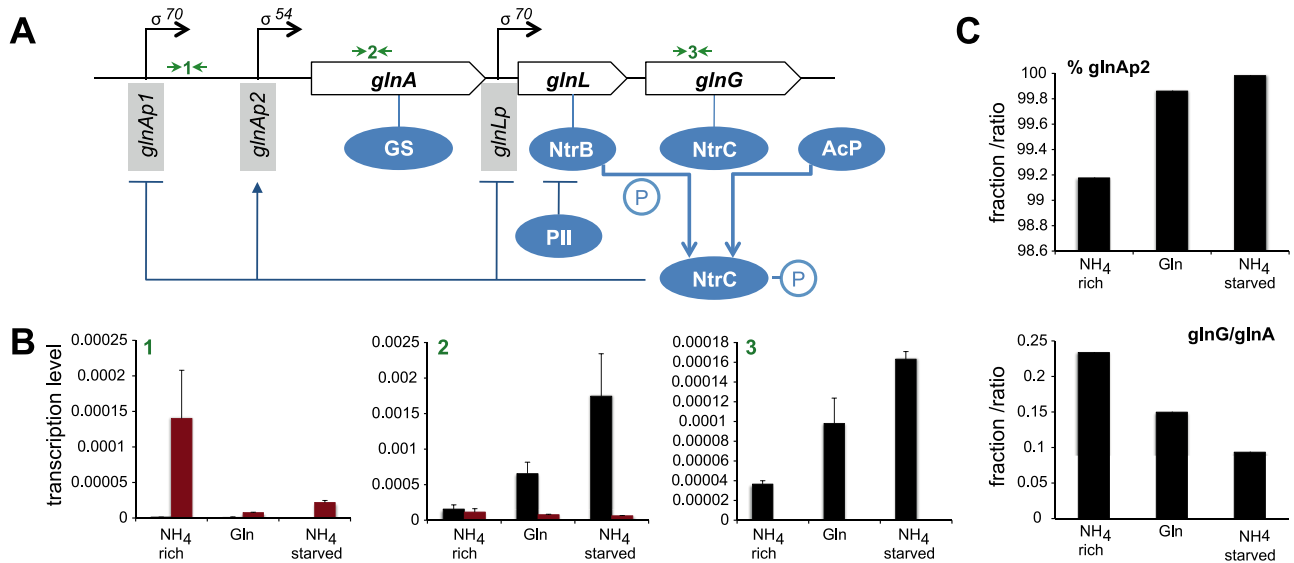 A
σ 70
σ 54
σ 70
1
2
3
glnA
glnL
glnG
glnAp1
glnAp2
glnLp
GS
NtrB
NtrC
AcP
P
PII
NtrC
P
B
transcription level
1
0.00025
0.0002
0.00015
0.0001
0.00005
0
NH4 rich
Gln
NH4 starved
2
0.0025
0.002
0.0015
0.001
0.0005
0
NH4 rich
Gln
NH4 starved
3
0.00018
0.00016
0.00014
0.00012
0.0001
0.00008
0.00006
0.00004
0.00002
0
NH4 rich
Gln
NH4 starved
C
% glnAp2
fraction /ratio
100
99.8
99.6
99.4
99.2
99
98.8
98.6
NH4 rich
Gln
NH4 starved
glnG/glnA
fraction /ratio
0.25
0.2
0.15
0.1
0.05
0
NH4 rich
Gln
NH4 starved